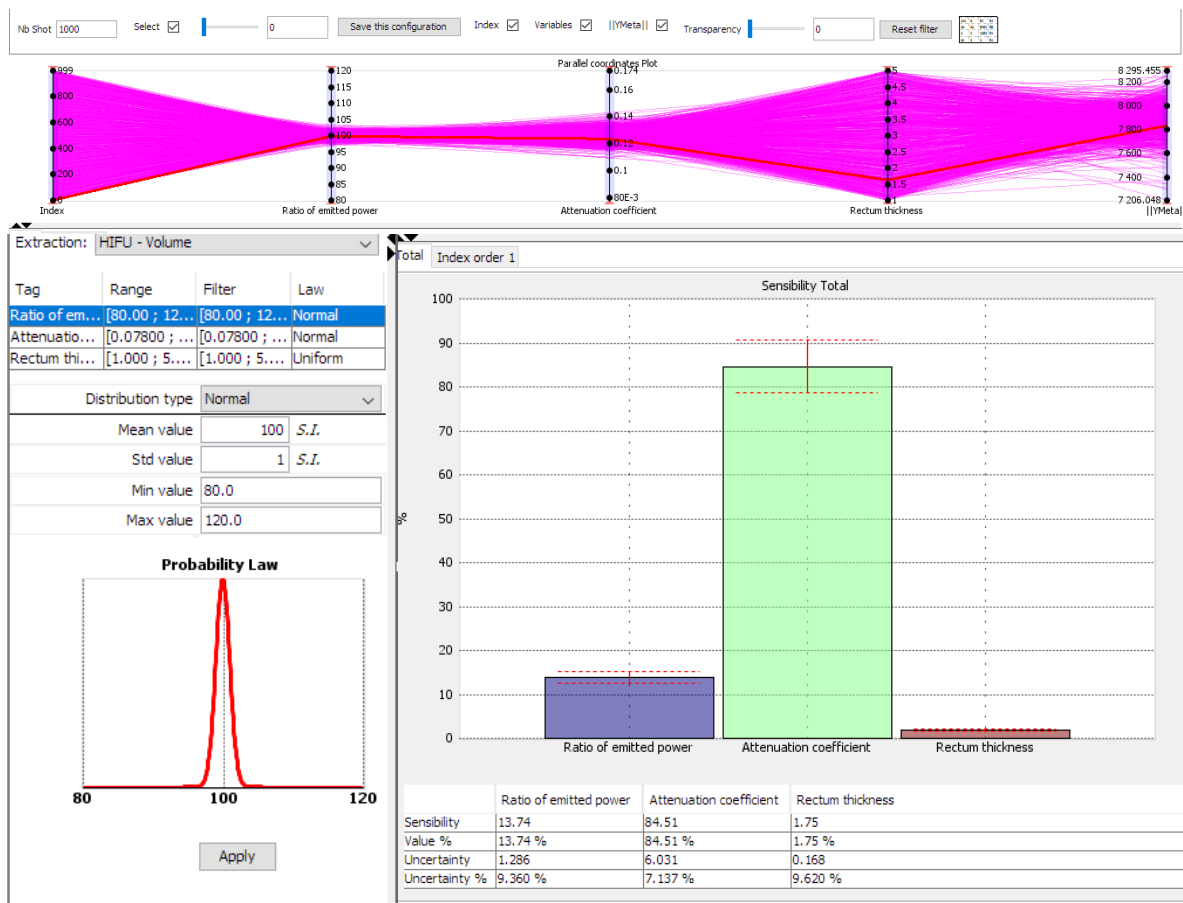 Nb Shot 1000 Select 0 Save this configuration Index Variables ||YMeta|| Transparency 0 Reset filter
Parallel coordinates Plot
999 120 0.174 5 8 295.455
800 115 0.16 4.5 8 200
600 110 0.14 4 8 000
400 105 0.12 3.5 7 800
200 100 0.1 3 7 600
0 95 80E-3 2.5 7 400
90 2 7 206.048
85 1.5
80 1
Index Ratio of emitted power Attenuation coefficient Rectum thickness ||YMeta||
Extraction: HIFU - Volume
Tag Range Filter Law
Ratio of em... [80.00 ; 12... [80.00 ; 12... Normal
Attenuatio... [0.07800 ; ... [0.07800 ; ... Normal
Rectum thi... [1.000 ; 5.... [1.000 ; 5.... Uniform
Distribution type Normal
Mean value 100 S.I.
Std value 1 S.I.
Min value 80.0
Max value 120.0
Probability Law
80 100 120
Apply
Total Index order 1
Sensibility Total
100
90
80
70
60
50
40
30
20
10
0
%
Ratio of emitted power Attenuation coefficient Rectum thickness
Ratio of emitted power Attenuation coefficient Rectum thickness
Sensibility 13.74 84.51 1.75
Value % 13.74 % 84.51 % 1.75 %
Uncertainty 1.286 6.031 0.168
Uncertainty % 9.360 % 7.137 % 9.620 %